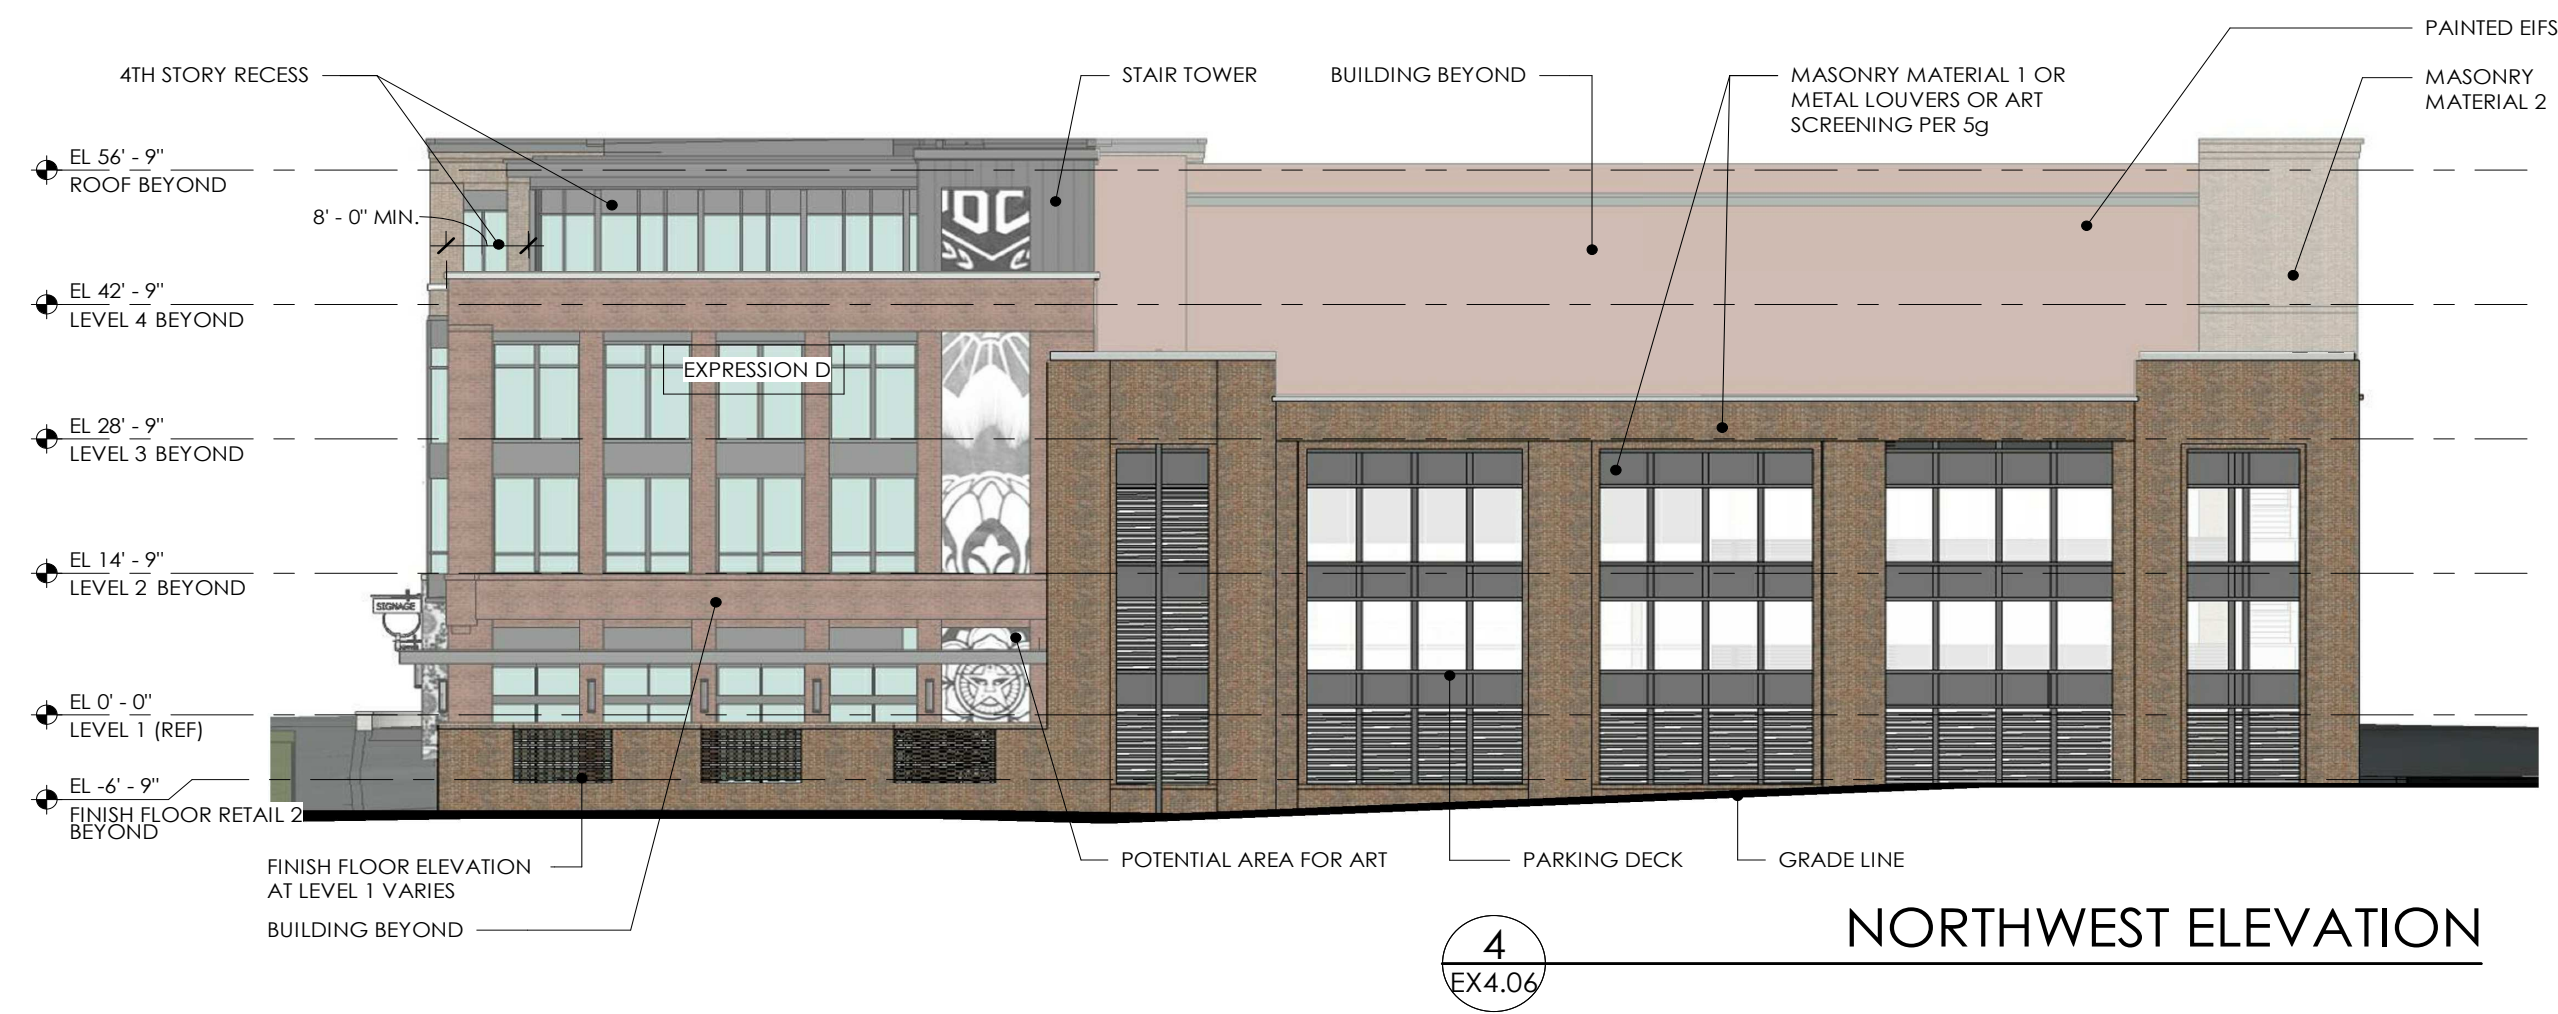 PAINTED EIFS
4TH STORY RECESS
STAIR TOWER
BUILDING BEYOND
MASONRY MATERIAL 1 OR
METAL LOUVERS OR ART
SCREENING PER 5g
MASONRY
MATERIAL 2
EL 56' - 9"
ROOF BEYOND
8' - 0" MIN.
DC
EL 42' - 9"
LEVEL 4 BEYOND
EXPRESSION D
EL 28' - 9"
LEVEL 3 BEYOND
EL 14' - 9"
LEVEL 2 BEYOND
SIGNAGE
EL 0' - 0"
LEVEL 1 (REF)
EL -6' - 9"
FINISH FLOOR RETAIL 2
BEYOND
FINISH FLOOR ELEVATION
AT LEVEL 1 VARIES
POTENTIAL AREA FOR ART
PARKING DECK
GRADE LINE
BUILDING BEYOND
4
EX4.06
NORTHWEST ELEVATION